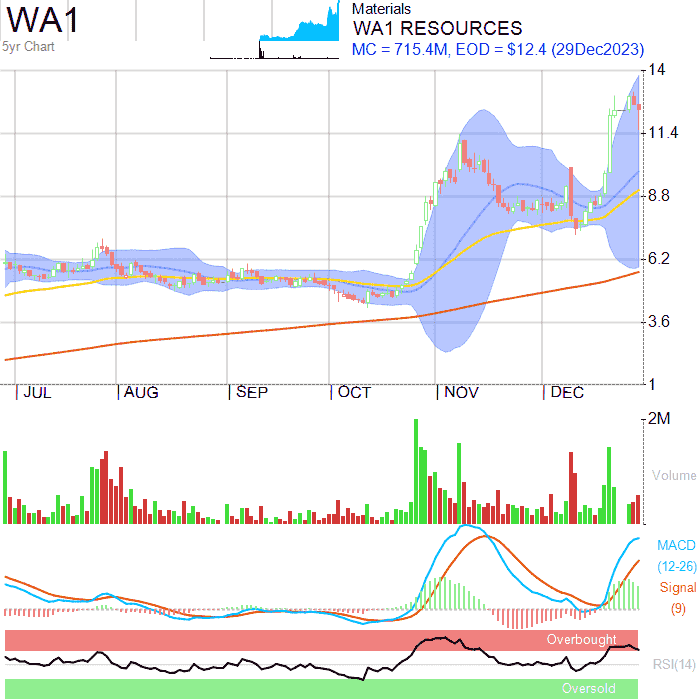 WA1
5yr Chart
Materials
WA1 RESOURCES
MC = 715.4M, EOD = $12.4 (29Dec2023)
14
11.4
8.8
6.2
3.6
1
JUL AUG SEP OCT NOV DEC
2M
Volume
MACD
(12-26)
Signal
(9)
Overbought
RSI(14)
Oversold